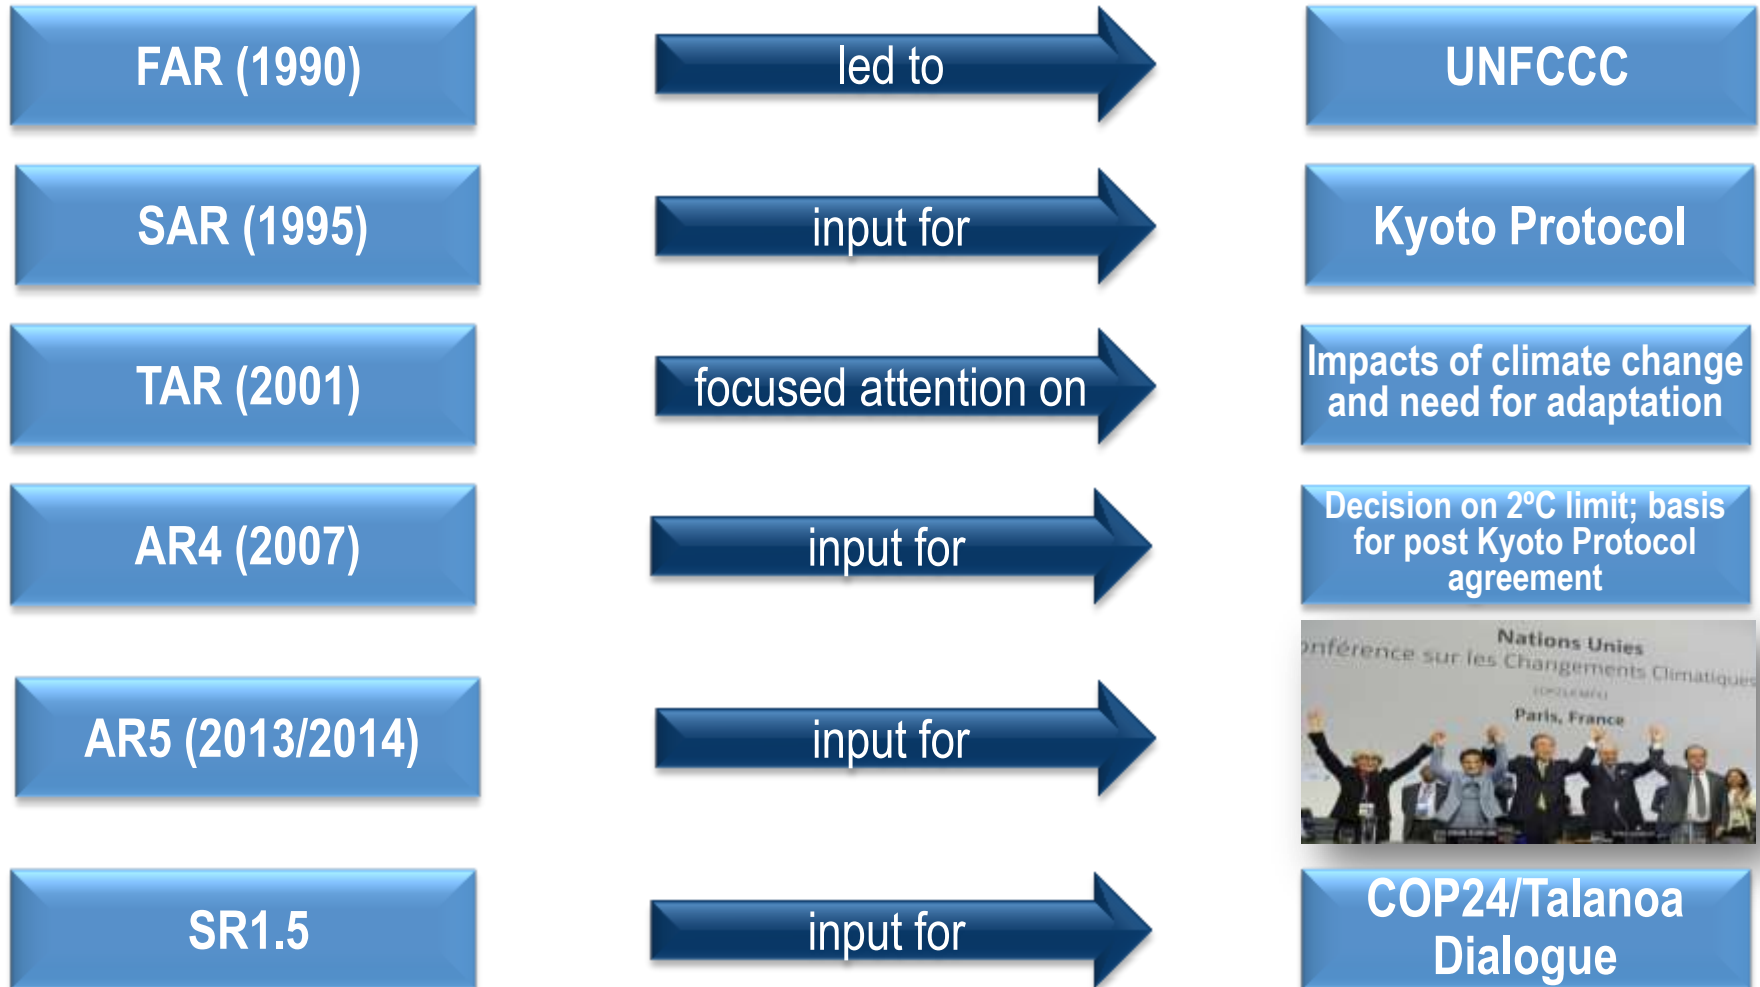 FAR (1990)
led to
UNFCCC
SAR (1995)
input for
Kyoto Protocol
TAR (2001)
focused attention on
Impacts of climate change
and need for adaptation
AR4 (2007)
input for
Decision on 2ºC limit; basis
for post Kyoto Protocol
agreement
AR5 (2013/2014)
input for
Nations Unies
onférence sur les Changements Climatiques
Paris, France
SR1.5
input for
COP24/Talanoa
Dialogue